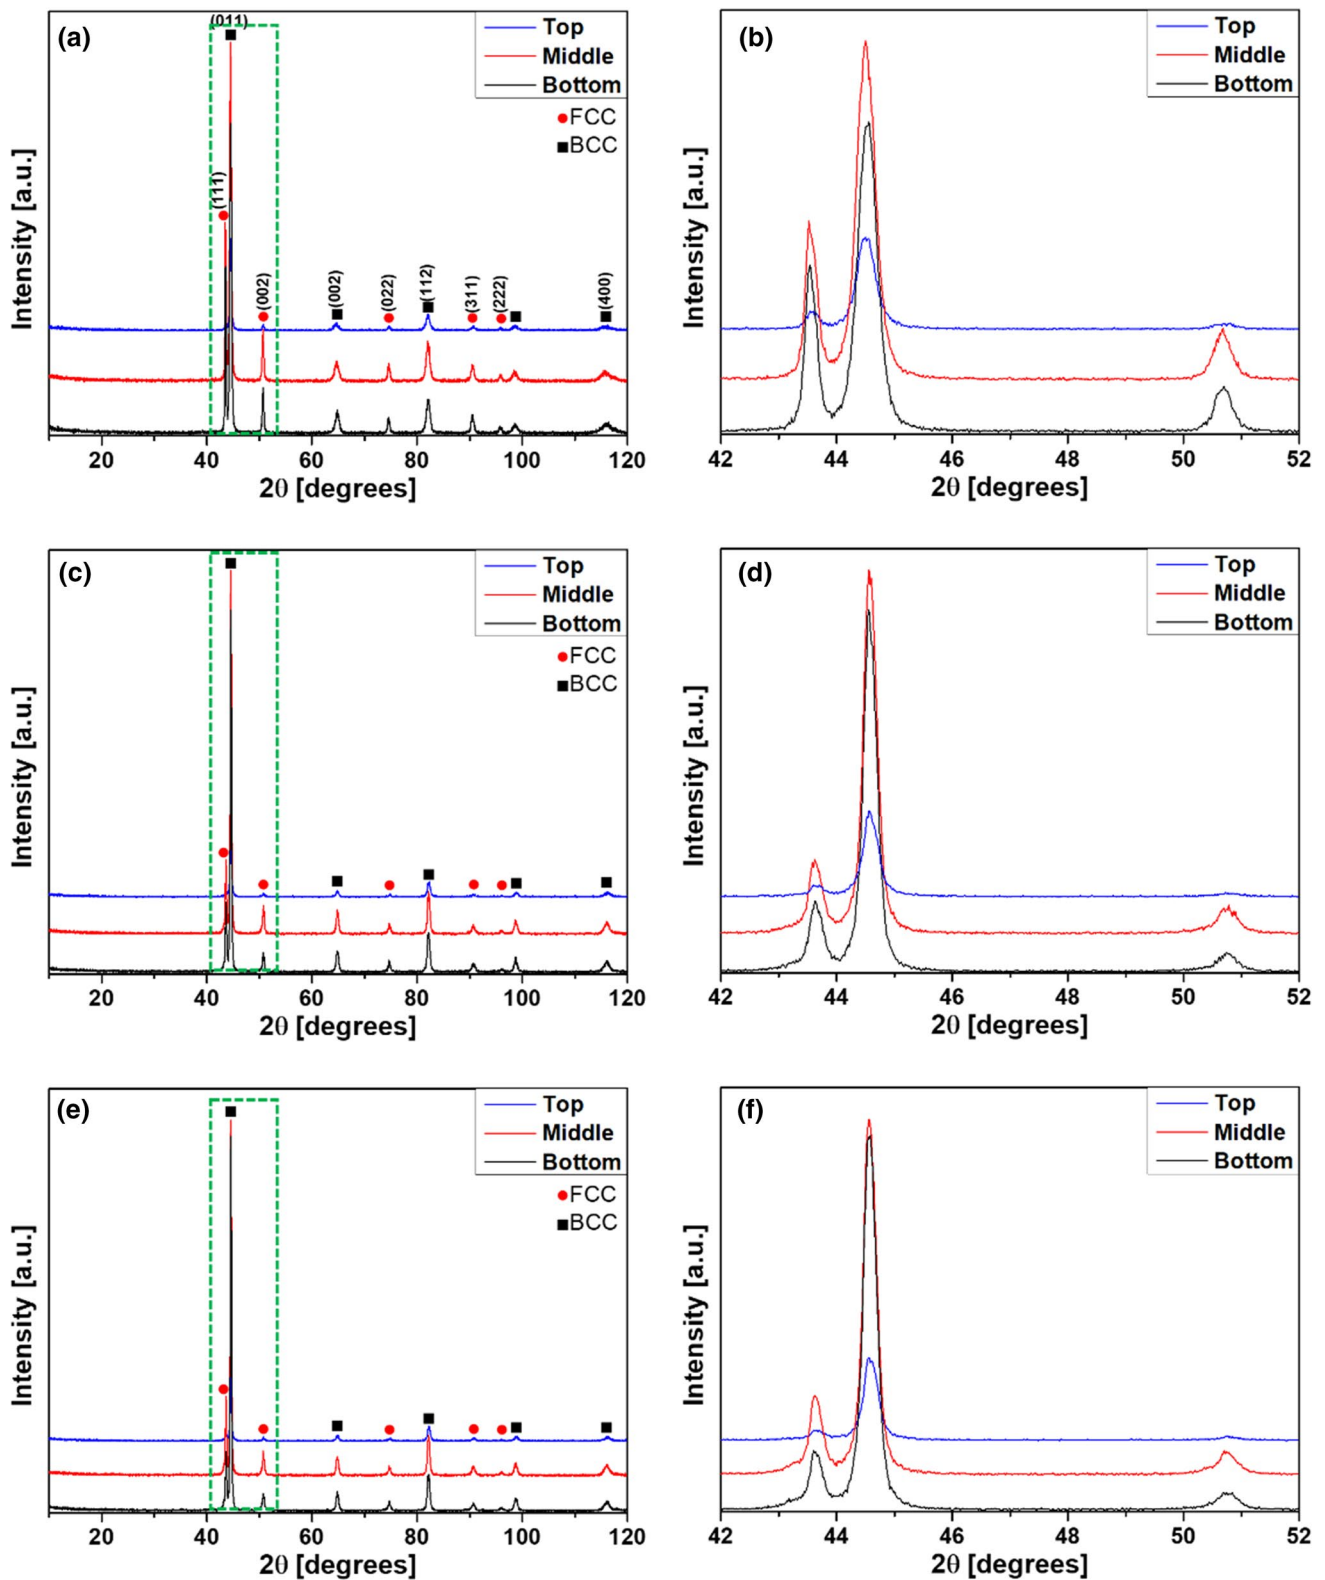 (a)
(011)
Top
Middle
Bottom
FCC
BCC
(111)
(002)
(002)
(022)
(112)
(311)
(222)
(400)
Intensity [a.u.]
20 40 60 80 100 120
2θ [degrees]
(b)
Top
Middle
Bottom
Intensity [a.u.]
42 44 46 48 50 52
2θ [degrees]
(c)
Top
Middle
Bottom
FCC
BCC
Intensity [a.u.]
20 40 60 80 100 120
2θ [degrees]
(d)
Top
Middle
Bottom
Intensity [a.u.]
42 44 46 48 50 52
2θ [degrees]
(e)
Top
Middle
Bottom
FCC
BCC
Intensity [a.u.]
20 40 60 80 100 120
2θ [degrees]
(f)
Top
Middle
Bottom
Intensity [a.u.]
42 44 46 48 50 52
2θ [degrees]